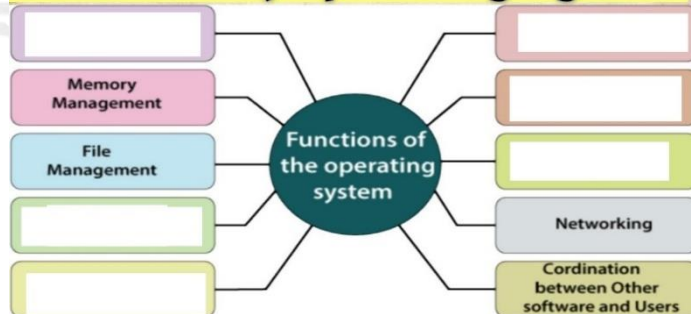 Memory
Management
File
Management
Functions of
the operating
system
Networking
Cordination
between Other
software and Users